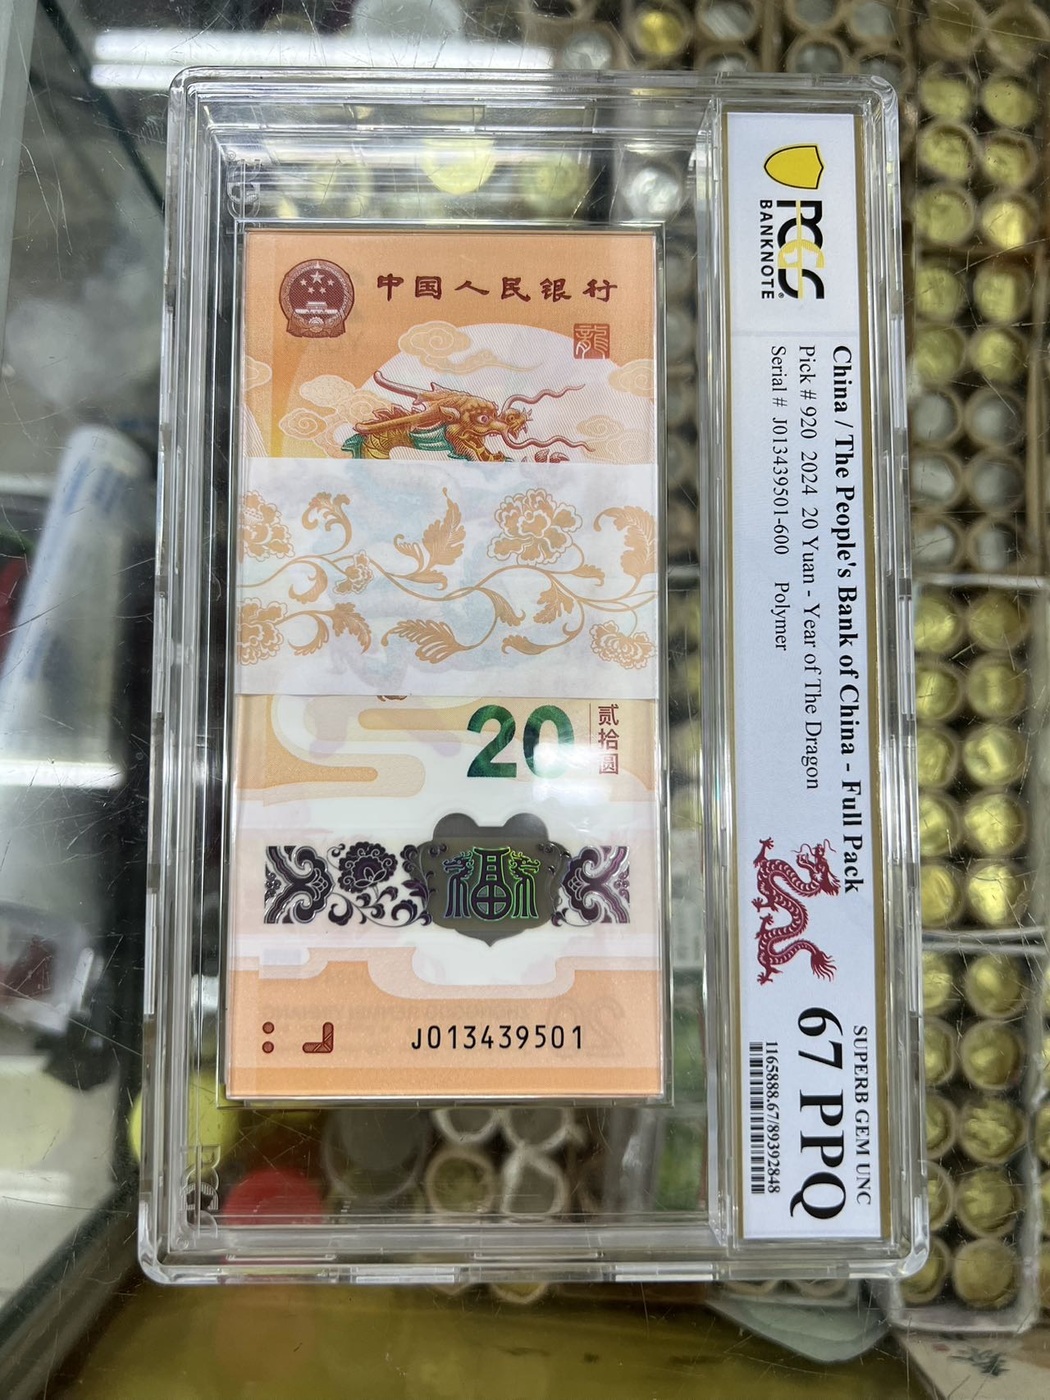 中国人民银行
龍
20
贰拾圆
福
J013439501
PCGS
BANKNOTE
China / The People's Bank of China - Full Pack
Pick # 920 2024 20 Yuan - Year of The Dragon
Serial # J013439501-600 Polymer
SUPERB GEM UNC
67 PPQ
1165888.67/89392848